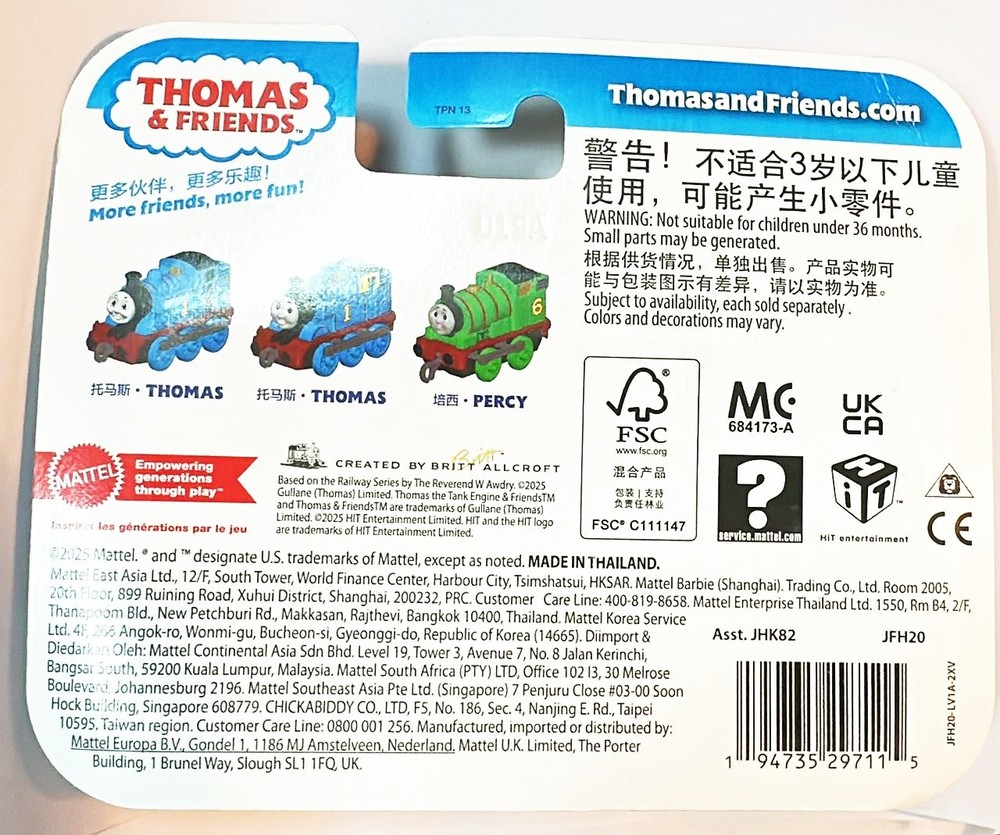 THOMAS
& FRIENDS™
TPN 13
ThomasandFriends.com
更多伙伴，更多乐趣！
More friends, more fun!
警告！不适合3岁以下儿童
使用，可能产生小零件。
WARNING: Not suitable for children under 36 months.
Small parts may be generated.
根据供货情况，单独出售。产品实物可
能与包装图示有差异，请以实物为准。
Subject to availability, each sold separately.
Colors and decorations may vary.
1
1
6
托马斯・THOMAS
托马斯・THOMAS
培西・PERCY
MATTEL
Empowering
generations
through play™
Inspirer les générations par le jeu
Britt
CREATED BY BRITT ALLCROFT
Based on the Railway Series by The Reverend W Awdry. ©2025
Gullane (Thomas) Limited. Thomas the Tank Engine & Friends™
and Thomas & Friends™ are trademarks of Gullane (Thomas)
Limited. ©2025 HIT Entertainment Limited. HIT and the HIT logo
are trademarks of HIT Entertainment Limited.
®
FSC
www.fsc.org
混合产品
包装 | 支持
负责任林业
FSC® C111147
MC
684173-A
UK
CA
?
service.mattel.com
HiT™
HiT entertainment
CE
©2025 Mattel. ® and ™ designate U.S. trademarks of Mattel, except as noted. MADE IN THAILAND.
Mattel East Asia Ltd., 12/F, South Tower, World Finance Center, Harbour City, Tsimshatsui, HKSAR. Mattel Barbie (Shanghai). Trading Co., Ltd. Room 2005,
20th Floor, 899 Ruining Road, Xuhui District, Shanghai, 200232, PRC. Customer Care Line: 400-819-8658. Mattel Enterprise Thailand Ltd. 1550, Rm B4, 2/F,
Thanapoom Bld., New Petchburi Rd., Makkasan, Rajthevi, Bangkok 10400, Thailand. Mattel Korea Service
Ltd. 4F, 266 Angok-ro, Wonmi-gu, Bucheon-si, Gyeonggi-do, Republic of Korea (14665). Diimport &
Diedarkan Oleh: Mattel Continental Asia Sdn Bhd. Level 19, Tower 3, Avenue 7, No. 8 Jalan Kerinchi,
Bangsar South, 59200 Kuala Lumpur, Malaysia. Mattel South Africa (PTY) LTD, Office 102 I3, 30 Melrose
Boulevard, Johannesburg 2196. Mattel Southeast Asia Pte Ltd. (Singapore) 7 Penjuru Close #03-00 Soon
Hock Building, Singapore 608779. CHICKABIDDY CO., LTD, F5, No. 186, Sec. 4, Nanjing E. Rd., Taipei
10595, Taiwan region. Customer Care Line: 0800 001 256. Manufactured, imported or distributed by:
Mattel Europa B.V., Gondel 1, 1186 MJ Amstelveen, Nederland. Mattel U.K. Limited, The Porter
Building, 1 Brunel Way, Slough SL1 1FQ, UK.
Asst. JHK82 JFH20
JFH20-LV1A-2XV
1 94735 29711 5